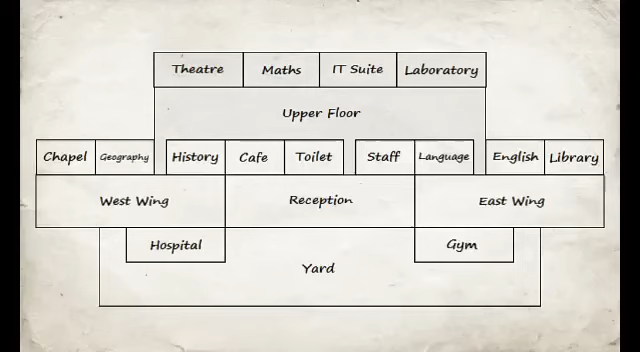 Theatre Maths IT Suite Laboratory
Upper Floor
Chapel Geography History Cafe Toilet Staff Language English Library
West Wing Reception East Wing
Hospital Gym
Yard